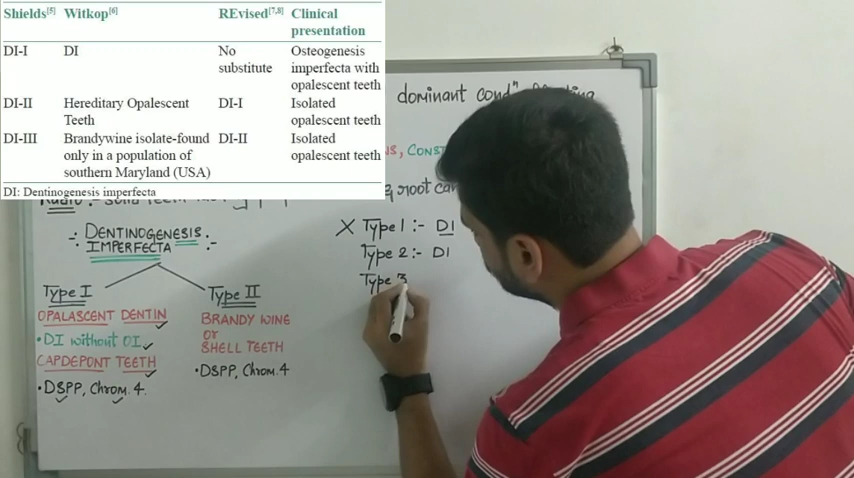 Shields[5] Witkop[6] REvised[7,8] Clinical presentation
DI-I DI No substitute Osteogenesis imperfecta with opalescent teeth
DI-II Hereditary Opalescent Teeth DI-I Isolated opalescent teeth
DI-III Brandywine isolate-found only in a population of southern Maryland (USA) DI-II Isolated opalescent teeth
DI: Dentinogenesis imperfecta
dominant condⁿ
CONST
root can
-: DENTINOGENESIS IMPERFECTA :-
Type I
OPALASCENT DENTIN
•DI without OI
CAPDEPONT TEETH
•DSPP, Chrom. 4.
Type II
BRANDY WINE
or
SHELL TEETH
•DSPP, Chrom. 4
X Type 1 :- DI
Type 2 :- DI
Type 3